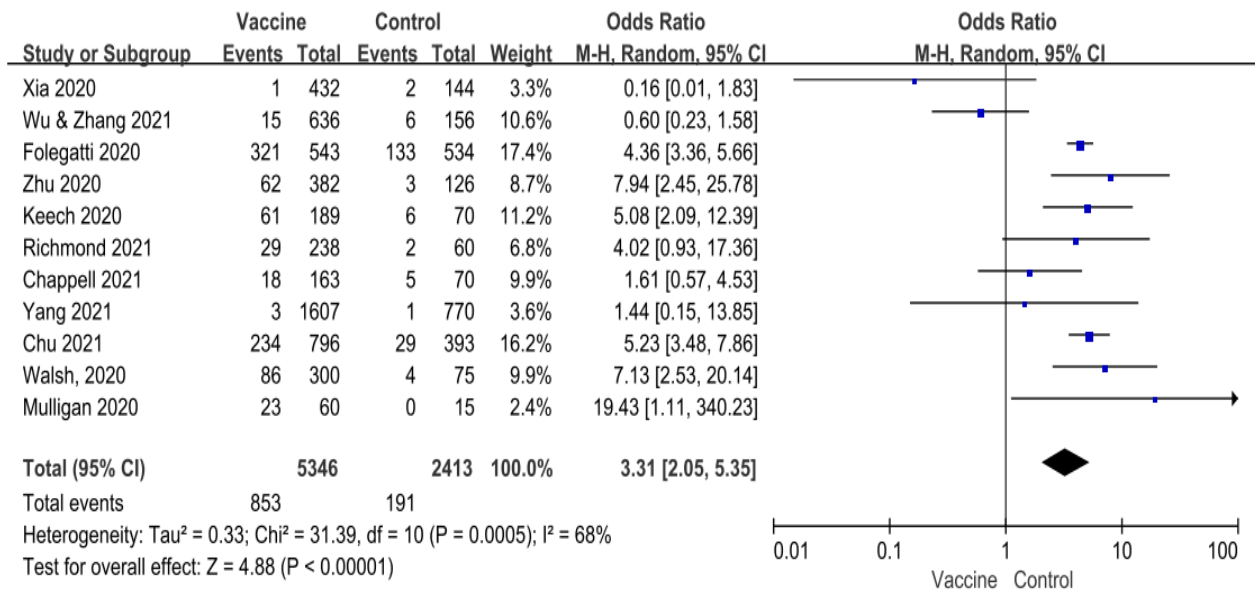 Vaccine Control Odds Ratio Odds Ratio
Study or Subgroup Events Total Events Total Weight M-H, Random, 95% CI M-H, Random, 95% CI
Xia 2020 1 432 2 144 3.3% 0.16 [0.01, 1.83]
Wu & Zhang 2021 15 636 6 156 10.6% 0.60 [0.23, 1.58]
Folegatti 2020 321 543 133 534 17.4% 4.36 [3.36, 5.66]
Zhu 2020 62 382 3 126 8.7% 7.94 [2.45, 25.78]
Keech 2020 61 189 6 70 11.2% 5.08 [2.09, 12.39]
Richmond 2021 29 238 2 60 6.8% 4.02 [0.93, 17.36]
Chappell 2021 18 163 5 70 9.9% 1.61 [0.57, 4.53]
Yang 2021 3 1607 1 770 3.6% 1.44 [0.15, 13.85]
Chu 2021 234 796 29 393 16.2% 5.23 [3.48, 7.86]
Walsh, 2020 86 300 4 75 9.9% 7.13 [2.53, 20.14]
Mulligan 2020 23 60 0 15 2.4% 19.43 [1.11, 340.23]
Total (95% CI) 5346 2413 100.0% 3.31 [2.05, 5.35]
Total events 853 191
Heterogeneity: Tau² = 0.33; Chi² = 31.39, df = 10 (P = 0.0005); I² = 68%
Test for overall effect: Z = 4.88 (P < 0.00001)
0.01 0.1 1 10 100
Vaccine Control